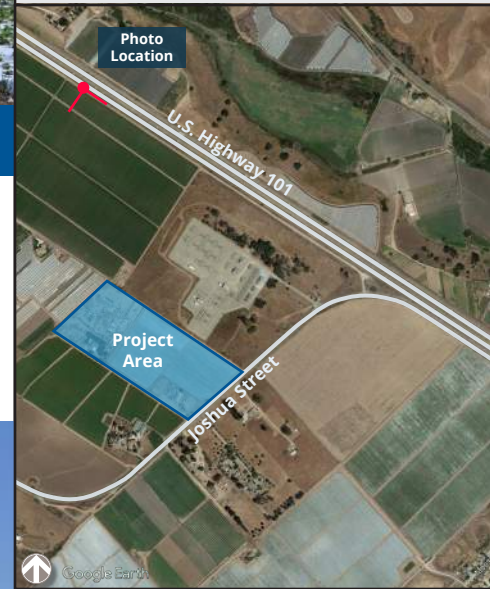 Photo
Location
U.S. Highway 101
Project
Area
Joshua Street
Google Earth